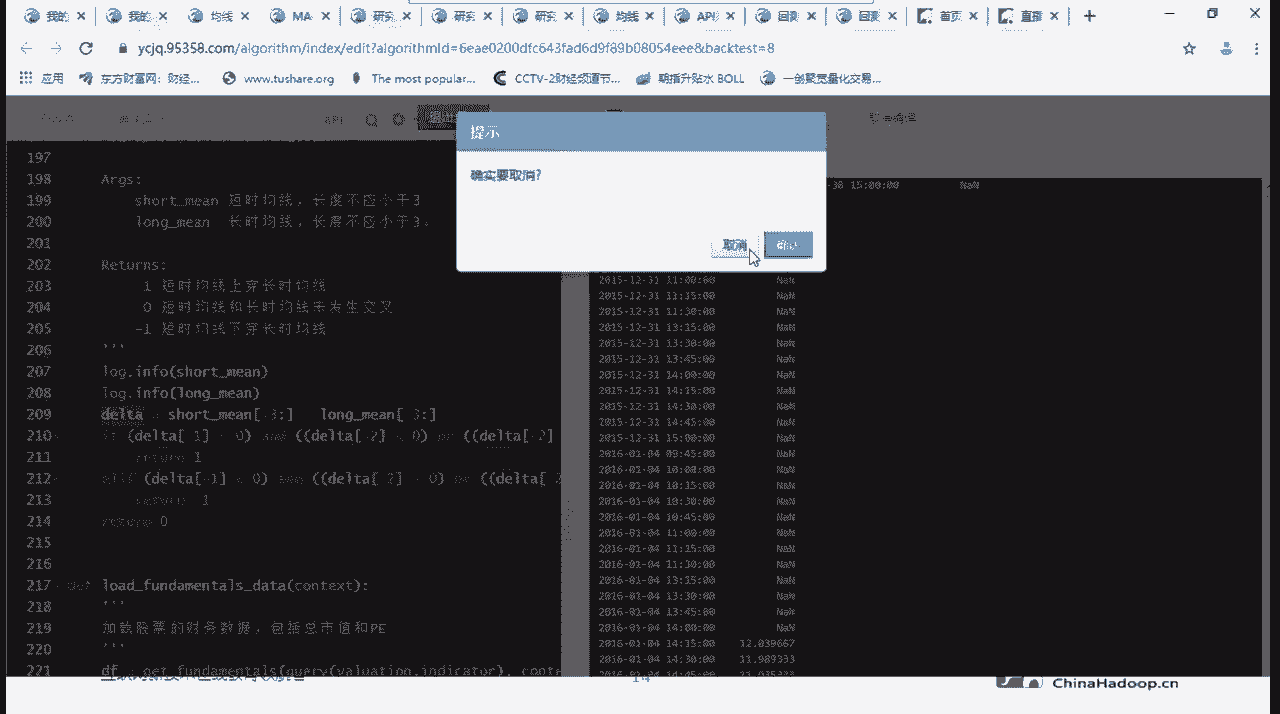 我的 我的 均线 MA 研究 研究 研究 均线 API 回测 回测 首页 直播
ycjq.95358.com/algorithm/index/edit?algorithmId=6eae0200dfc643fad6d9f89b08054eee&backtest=8
应用 东方财富网：财经... www.tushare.org The most popular... CCTV-2财经频道节... 期指升贴水 BOLL 一创聚宽量化交易...
API
提示
确实要取消?
取消 确认
197
198 Args:
199 short_mean 短时均线，长度不应小于3
200 long_mean 长时均线，长度不应小于3。
201
202 Returns:
203 1 短时均线上穿长时均线
204 0 短时均线和长时均线未发生交叉
205 -1 短时均线下穿长时均线
206 '''
207 log.info(short_mean)
208 log.info(long_mean)
209 delta = short_mean[-3:] - long_mean[-3:]
210 if (delta[-1] > 0) and ((delta[-2] < 0) or ((delta[-2]
211 return 1
212 elif (delta[-1] < 0) and ((delta[-2] > 0) or ((delta[-2
213 return -1
214 return 0
215
216
217 def load_fundamentals_data(context):
218 '''
219 加载股票的财务数据，包括总市值和PE
220 '''
221 df = get_fundamentals(query(valuation,indicator), conte
15:00:00 NaN
2015-12-31 11:00:00 NaN
2015-12-31 11:15:00 NaN
2015-12-31 11:30:00 NaN
2015-12-31 13:15:00 NaN
2015-12-31 13:30:00 NaN
2015-12-31 13:45:00 NaN
2015-12-31 14:00:00 NaN
2015-12-31 14:15:00 NaN
2015-12-31 14:30:00 NaN
2015-12-31 14:45:00 NaN
2015-12-31 15:00:00 NaN
2016-01-04 09:45:00 NaN
2016-01-04 10:00:00 NaN
2016-01-04 10:15:00 NaN
2016-01-04 10:30:00 NaN
2016-01-04 10:45:00 NaN
2016-01-04 11:00:00 NaN
2016-01-04 11:15:00 NaN
2016-01-04 11:30:00 NaN
2016-01-04 13:15:00 NaN
2016-01-04 13:30:00 NaN
2016-01-04 13:45:00 NaN
2016-01-04 14:00:00 NaN
2016-01-04 14:15:00 12.039667
2016-01-04 14:30:00 11.989333
2016-01-04 14:45:00
ChinaHadoop.cn